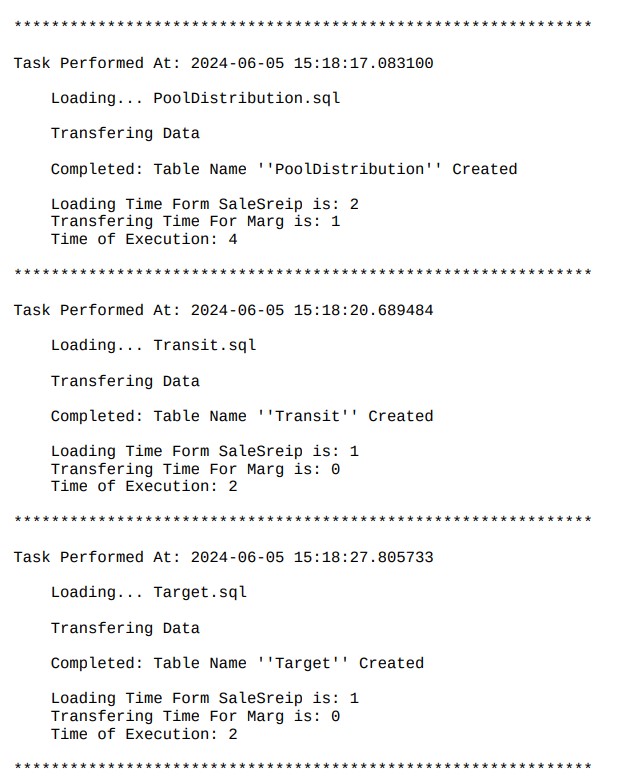 **************************************************************
Task Performed At: 2024-06-05 15:18:17.083100
Loading... PoolDistribution.sql
Transfering Data
Completed: Table Name ''PoolDistribution'' Created
Loading Time Form SaleSreip is: 2
Transfering Time For Marg is: 1
Time of Execution: 4
**************************************************************
Task Performed At: 2024-06-05 15:18:20.689484
Loading... Transit.sql
Transfering Data
Completed: Table Name ''Transit'' Created
Loading Time Form SaleSreip is: 1
Transfering Time For Marg is: 0
Time of Execution: 2
**************************************************************
Task Performed At: 2024-06-05 15:18:27.805733
Loading... Target.sql
Transfering Data
Completed: Table Name ''Target'' Created
Loading Time Form SaleSreip is: 1
Transfering Time For Marg is: 0
Time of Execution: 2
**************************************************************